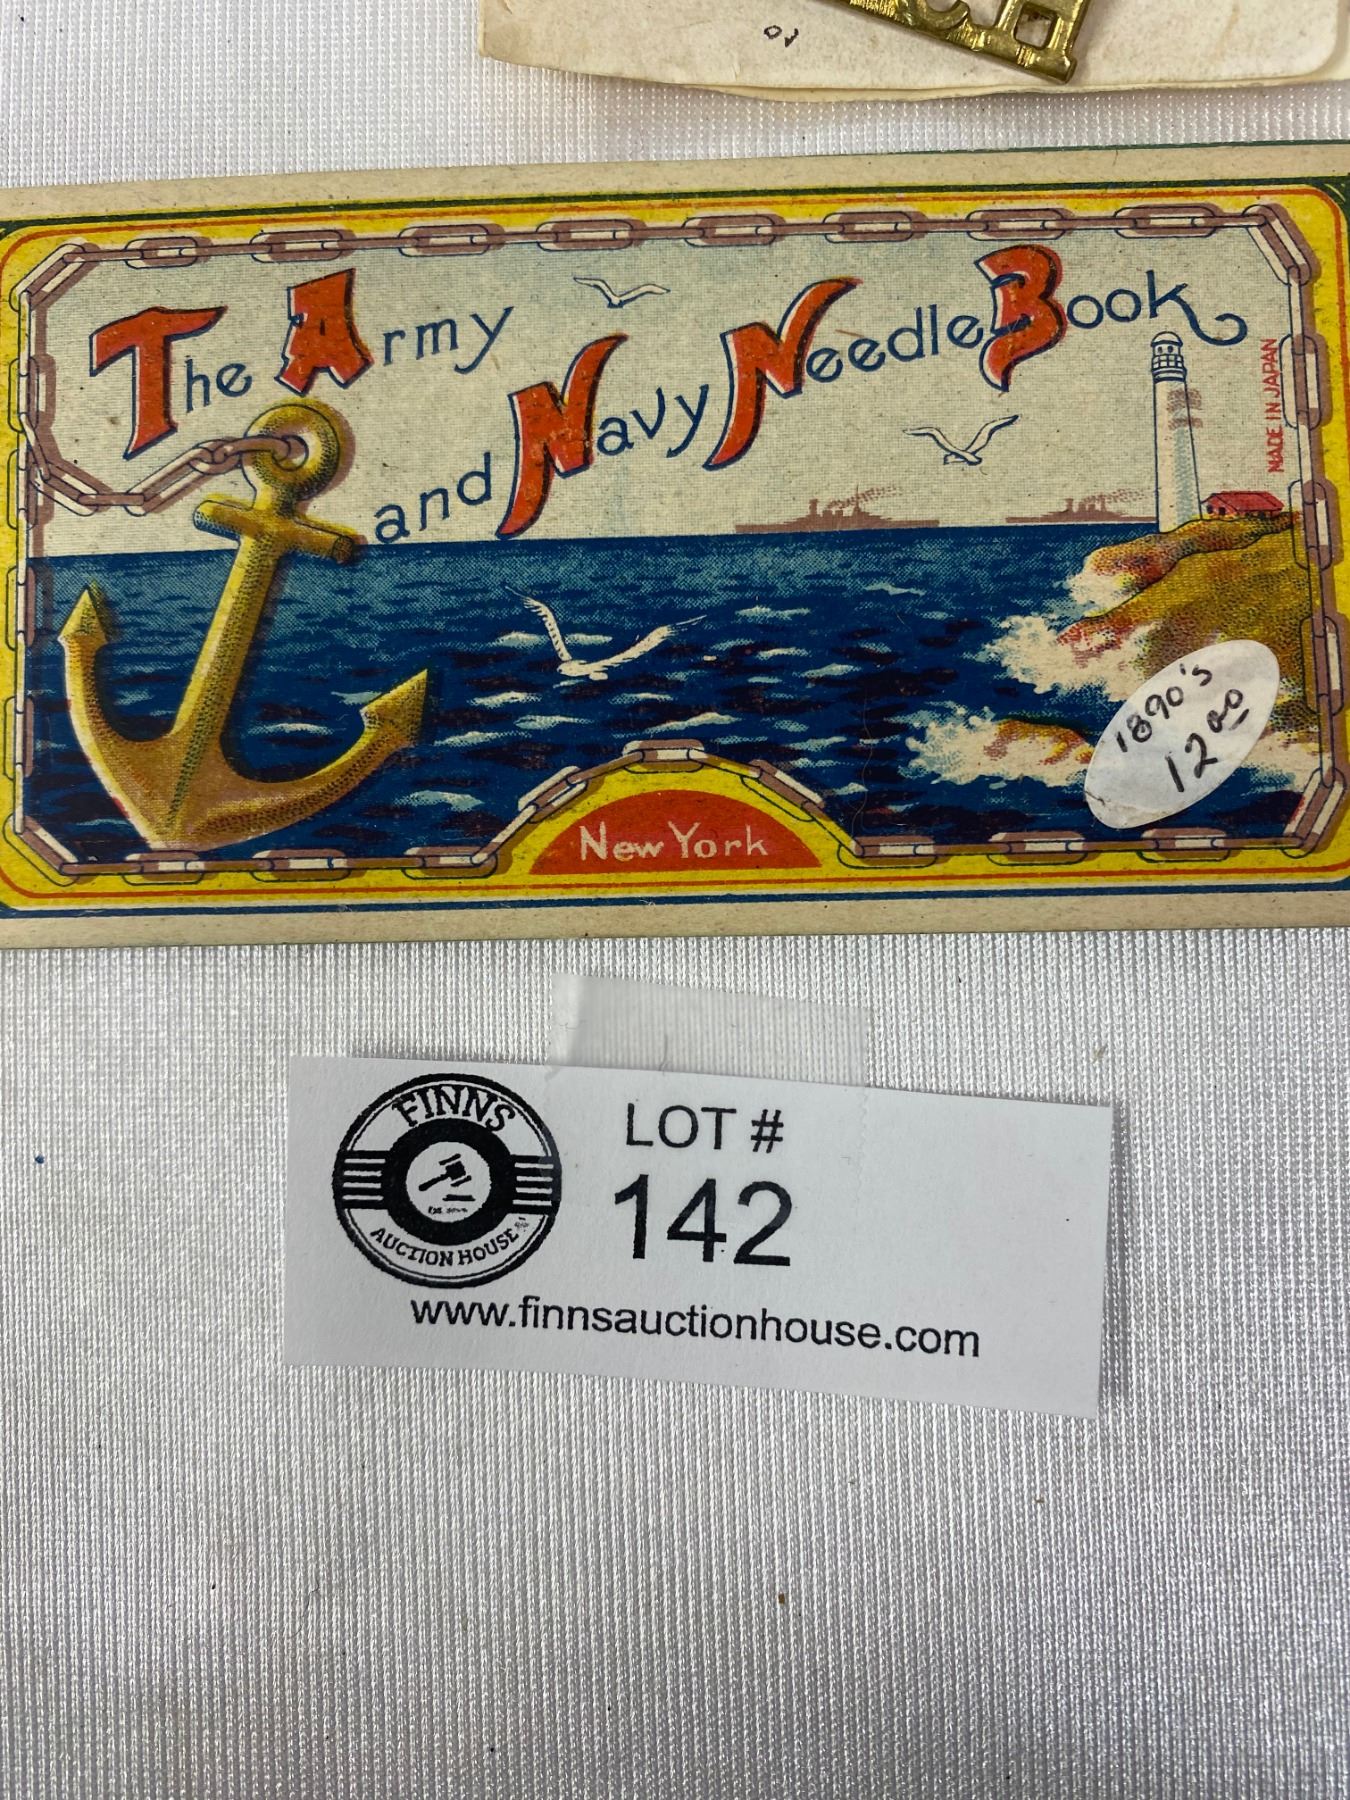 The Army
and Navy Needle Book
MADE IN JAPAN
1890's
12 00
New York
FINNS
AUCTION HOUSE
LOT #
142
www.finnsauctionhouse.com